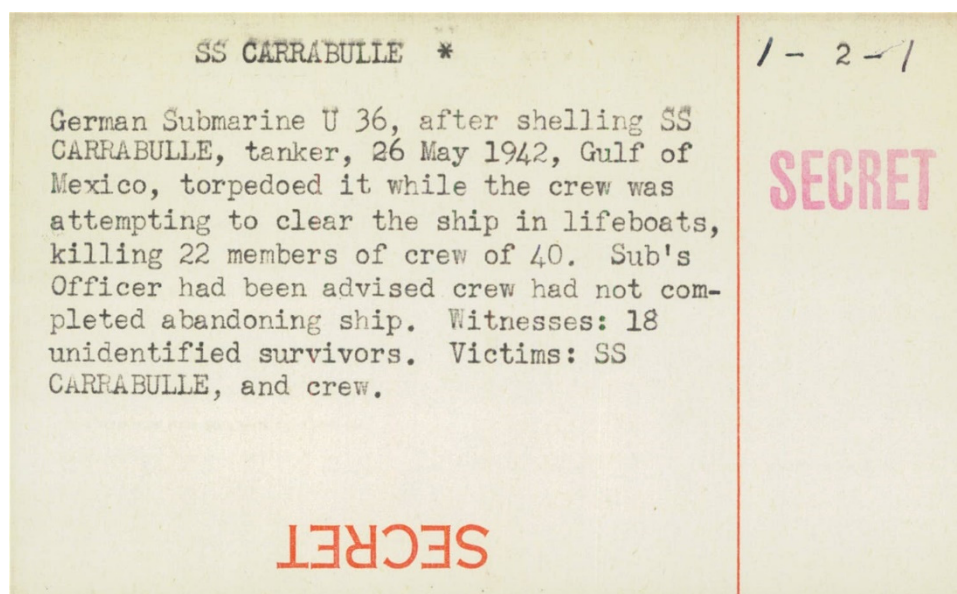 SS CARRABULLE *
1 - 2 - 1
German Submarine U 36, after shelling SS
CARRABULLE, tanker, 26 May 1942, Gulf of
Mexico, torpedoed it while the crew was
attempting to clear the ship in lifeboats,
killing 22 members of crew of 40. Sub's
Officer had been advised crew had not com-
pleted abandoning ship. Witnesses: 18
unidentified survivors. Victims: SS
CARRABULLE, and crew.
SECRET
SECRET